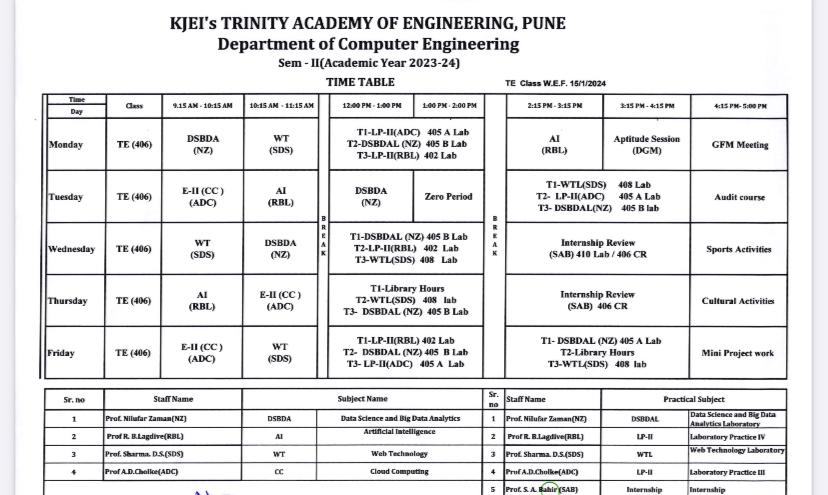 KJEI's TRINITY ACADEMY OF ENGINEERING, PUNE
Department of Computer Engineering
Sem - II(Academic Year 2023-24)
TIME TABLE
TE Class W.E.F. 15/1/2024
Time
Day
Class
9.15 AM - 10:15 AM
10:15 AM - 11:15 AM
12:00 PM - 1:00 PM
1:00 PM - 2:00 PM
2:15 PM - 3:15 PM
3:15 PM - 4:15 PM
4:15 PM- 5:00 PM
Monday
TE (406)
DSBDA
(NZ)
WT
(SDS)
T1-LP-II(ADC) 405 A Lab
T2-DSBDAL (NZ) 405 B Lab
T3-LP-II(RBL) 402 Lab
AI
(RBL)
Aptitude Session
(DGM)
GFM Meeting
Tuesday
TE (406)
E-II (CC )
(ADC)
AI
(RBL)
DSBDA
(NZ)
Zero Period
T1-WTL(SDS) 408 Lab
T2- LP-II(ADC) 405 A Lab
T3- DSBDAL(NZ) 405 B lab
Audit course
BREAK
BREAK
Wednesday
TE (406)
WT
(SDS)
DSBDA
(NZ)
T1-DSBDAL (NZ) 405 B Lab
T2-LP-II(RBL) 402 Lab
T3-WTL(SDS) 408 Lab
Internship Review
(SAB) 410 Lab / 406 CR
Sports Activities
Thursday
TE (406)
AI
(RBL)
E-II (CC )
(ADC)
T1-Library Hours
T2-WTL(SDS) 408 lab
T3- DSBDAL (NZ) 405 B Lab
Internship Review
(SAB) 406 CR
Cultural Activities
Friday
TE (406)
E-II (CC )
(ADC)
WT
(SDS)
T1-LP-II(RBL) 402 Lab
T2- DSBDAL (NZ) 405 B Lab
T3- LP-II(ADC) 405 A Lab
T1- DSBDAL (NZ) 405 A Lab
T2-Library Hours
T3-WTL(SDS) 408 lab
Mini Project work
Sr. no
Staff Name
Subject Name
Sr. no
Staff Name
Practical Subject
1
Prof. Nilufar Zaman(NZ)
DSBDA
Data Science and Big Data Analytics
1
Prof. Nilufar Zaman(NZ)
DSBDAL
Data Science and Big Data
Analytics Laboratory
2
Prof R. B.Lagdive(RBL)
AI
Artificial Intelligence
2
Prof R. B.Lagdive(RBL)
LP-II
Laboratory Practice IV
3
Prof. Sharma. D.S.(SDS)
WT
Web Technology
3
Prof. Sharma. D.S.(SDS)
WTL
Web Technology Laboratory
4
Prof A.D.Cholke(ADC)
CC
Cloud Computing
4
Prof A.D.Cholke(ADC)
LP-II
Laboratory Practice III
5
Prof. S. A. Bahir(SAB)
Internship
Internship